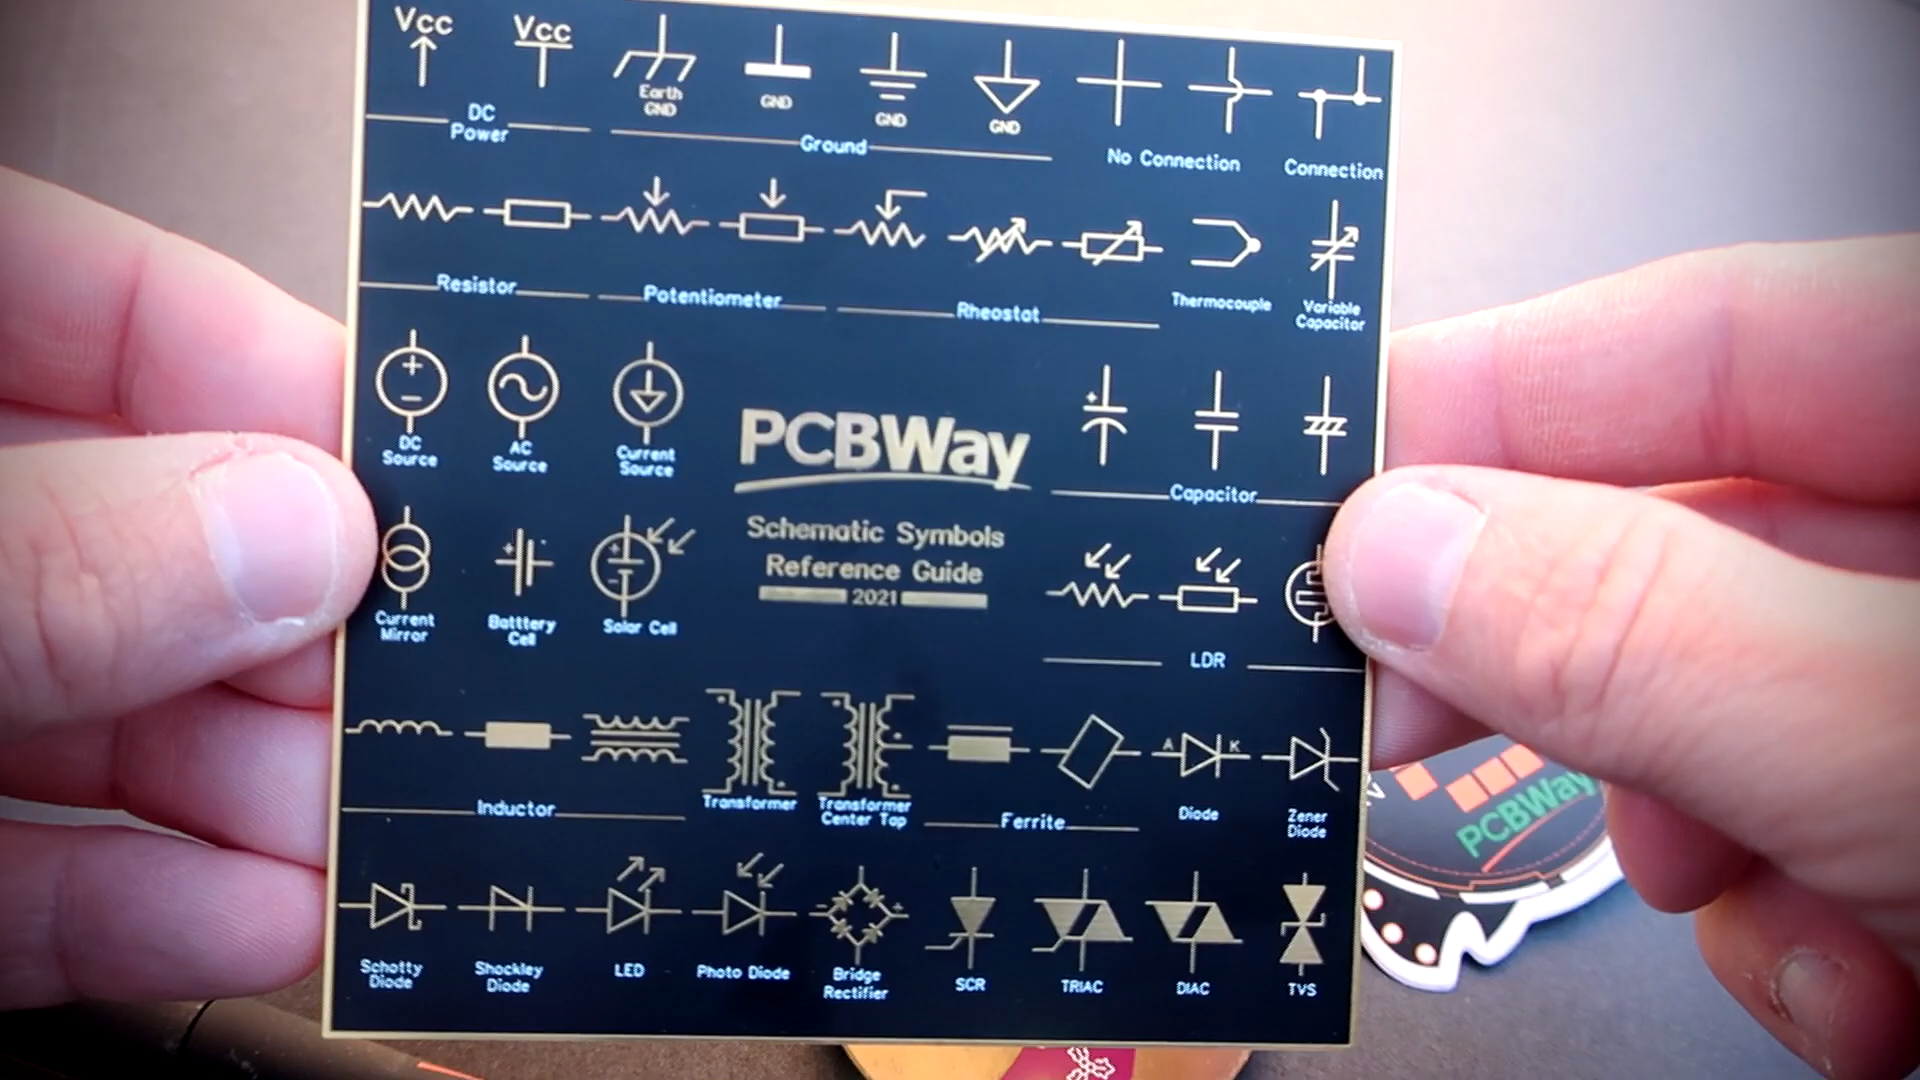 Vcc
Vcc
Earth
GND
GND
GND
GND
DC
Power
Ground
No Connection
Connection
Resistor
Potentiometer
Rheostat
Thermocouple
Variable
Capacitor
DC
Source
AC
Source
Current
Source
PCBWay
Capacitor
Schematic Symbols
Reference Guide
2021
Current
Mirror
Batttery
Cell
Solar Cell
LDR
A
K
Inductor
Transformer
Transformer
Center Tap
Ferrite
Diode
Zener
Diode
Schotty
Diode
Shockley
Diode
LED
Photo Diode
Bridge
Rectifier
SCR
TRIAC
DIAC
TVS
PCBWay